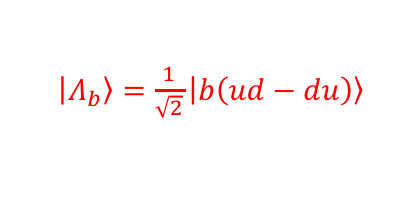 |Λ_b⟩ = 1/√2 |b(ud − du)⟩